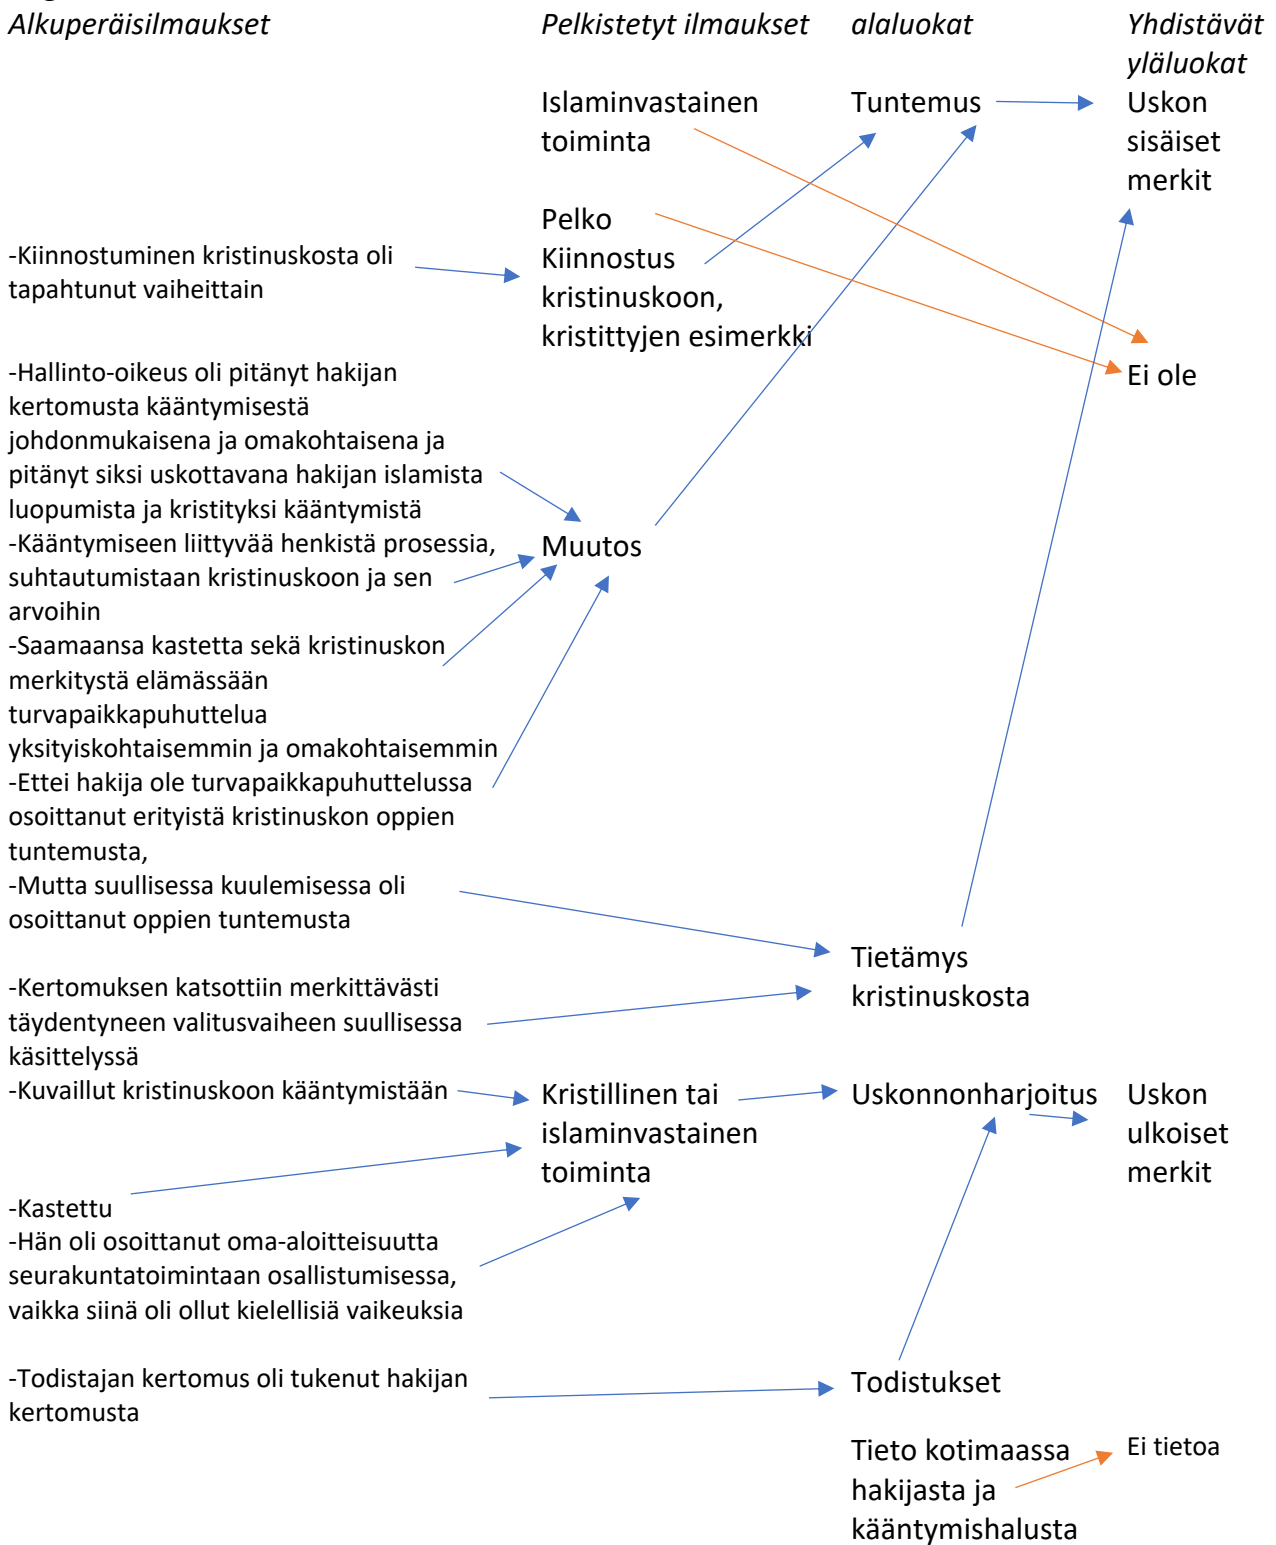 Alkuperäisilmaukset
Pelkistetyt ilmaukset
alaluokat
Yhdistävät
yläluokat
Islaminvastainen
toiminta
Tuntemus
Uskon
sisäiset
merkit
Pelko
-Kiinnostuminen kristinuskosta oli
tapahtunut vaiheittain
Kiinnostus
kristinuskoon,
kristittyjen esimerkki
Ei ole
-Hallinto-oikeus oli pitänyt hakijan
kertomusta kääntymisestä
johdonmukaisena ja omakohtaisena ja
pitänyt siksi uskottavana hakijan islamista
luopumista ja kristityksi kääntymistä
-Kääntymiseen liittyvää henkistä prosessia,
suhtautumistaan kristinuskoon ja sen
arvoihin
Muutos
-Saamaansa kastetta sekä kristinuskon
merkitystä elämässään
turvapaikkapuhuttelua
yksityiskohtaisemmin ja omakohtaisemmin
-Ettei hakija ole turvapaikkapuhuttelussa
osoittanut erityistä kristinuskon oppien
tuntemusta,
-Mutta suullisessa kuulemisessa oli
osoittanut oppien tuntemusta
Tietämys
kristinuskosta
-Kertomuksen katsottiin merkittävästi
täydentyneen valitusvaiheen suullisessa
käsittelyssä
-Kuvaillut kristinuskoon kääntymistään
Kristillinen tai
islaminvastainen
toiminta
Uskonnonharjoitus
Uskon
ulkoiset
merkit
-Kastettu
-Hän oli osoittanut oma-aloitteisuutta
seurakuntatoimintaan osallistumisessa,
vaikka siinä oli ollut kielellisiä vaikeuksia
-Todistajan kertomus oli tukenut hakijan
kertomusta
Todistukset
Tieto kotimaassa
hakijasta ja
kääntymishalusta
Ei tietoa